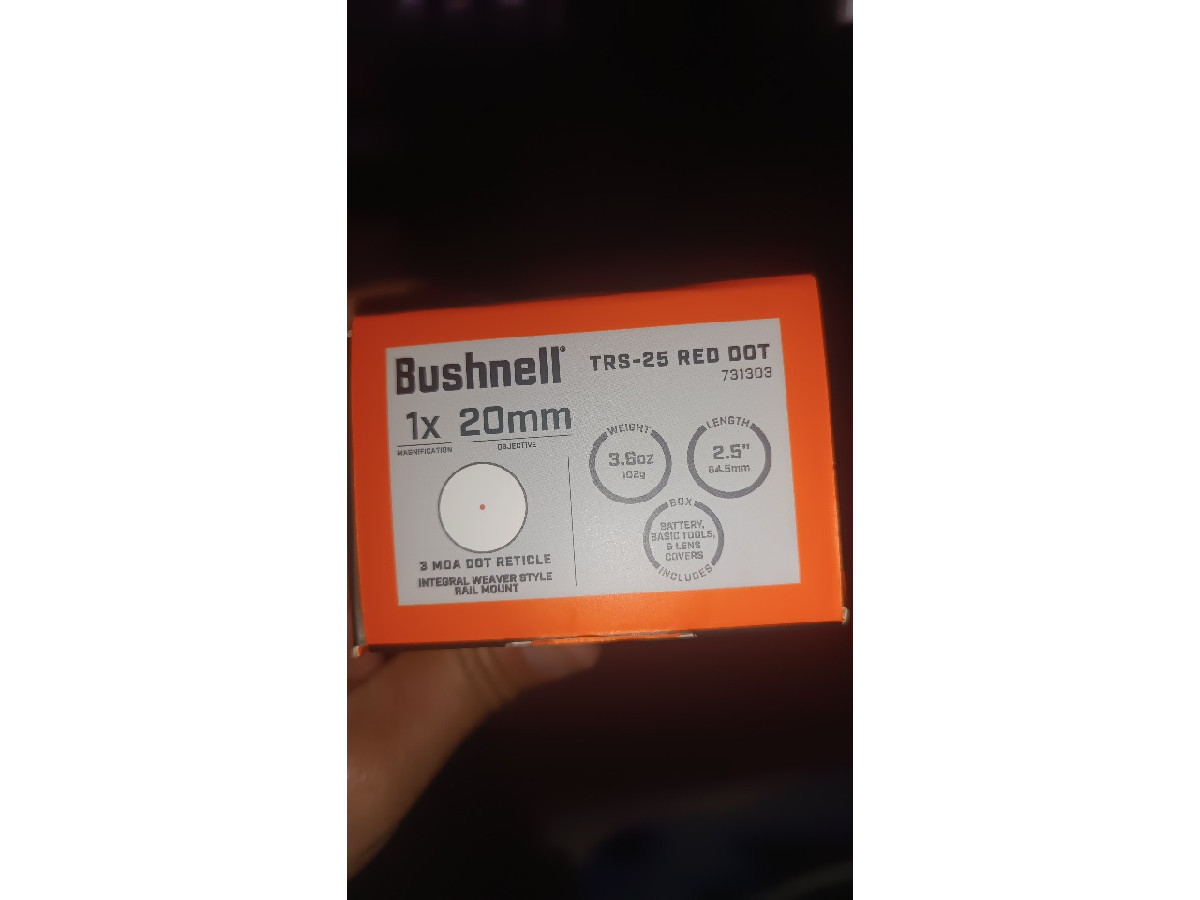 Bushnell®
TRS-25 RED DOT
731303
1x 20mm
MAGNIFICATION OBJECTIVE
WEIGHT
3.6oz
102g
LENGTH
2.5"
64.5mm
BOX
BATTERY,
BASIC TOOLS,
& LENS
COVERS
INCLUDES
3 MOA DOT RETICLE
INTEGRAL WEAVER STYLE
RAIL MOUNT